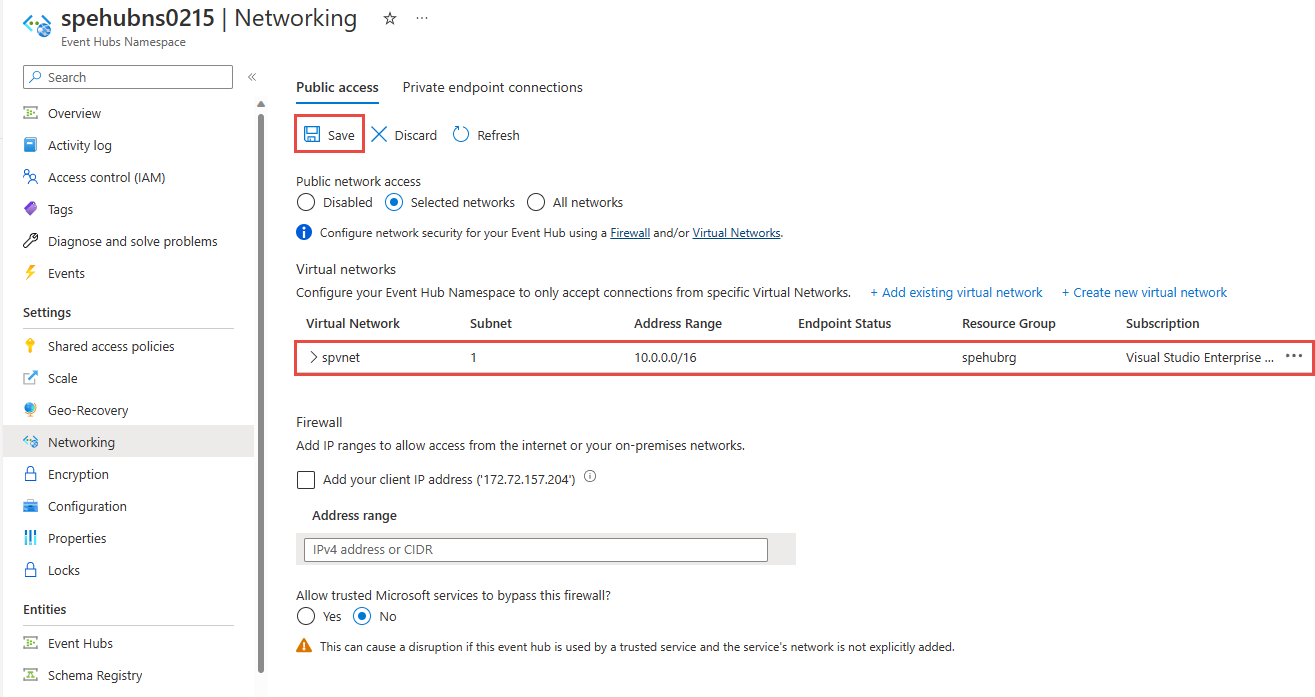 spehubns0215 | Networking
Event Hubs Namespace
Search
Overview
Activity log
Access control (IAM)
Tags
Diagnose and solve problems
Events
Settings
Shared access policies
Scale
Geo-Recovery
Networking
Encryption
Configuration
Properties
Locks
Entities
Event Hubs
Schema Registry
Public access Private endpoint connections
Save Discard Refresh
Public network access
Disabled Selected networks All networks
Configure network security for your Event Hub using a Firewall and/or Virtual Networks.
Virtual networks
Configure your Event Hub Namespace to only accept connections from specific Virtual Networks. + Add existing virtual network + Create new virtual network
Virtual Network Subnet Address Range Endpoint Status Resource Group Subscription
spvnet 1 10.0.0.0/16 spehubrg Visual Studio Enterprise ...
Firewall
Add IP ranges to allow access from the internet or your on-premises networks.
Add your client IP address ('172.72.157.204')
Address range
IPv4 address or CIDR
Allow trusted Microsoft services to bypass this firewall?
Yes No
This can cause a disruption if this event hub is used by a trusted service and the service's network is not explicitly added.